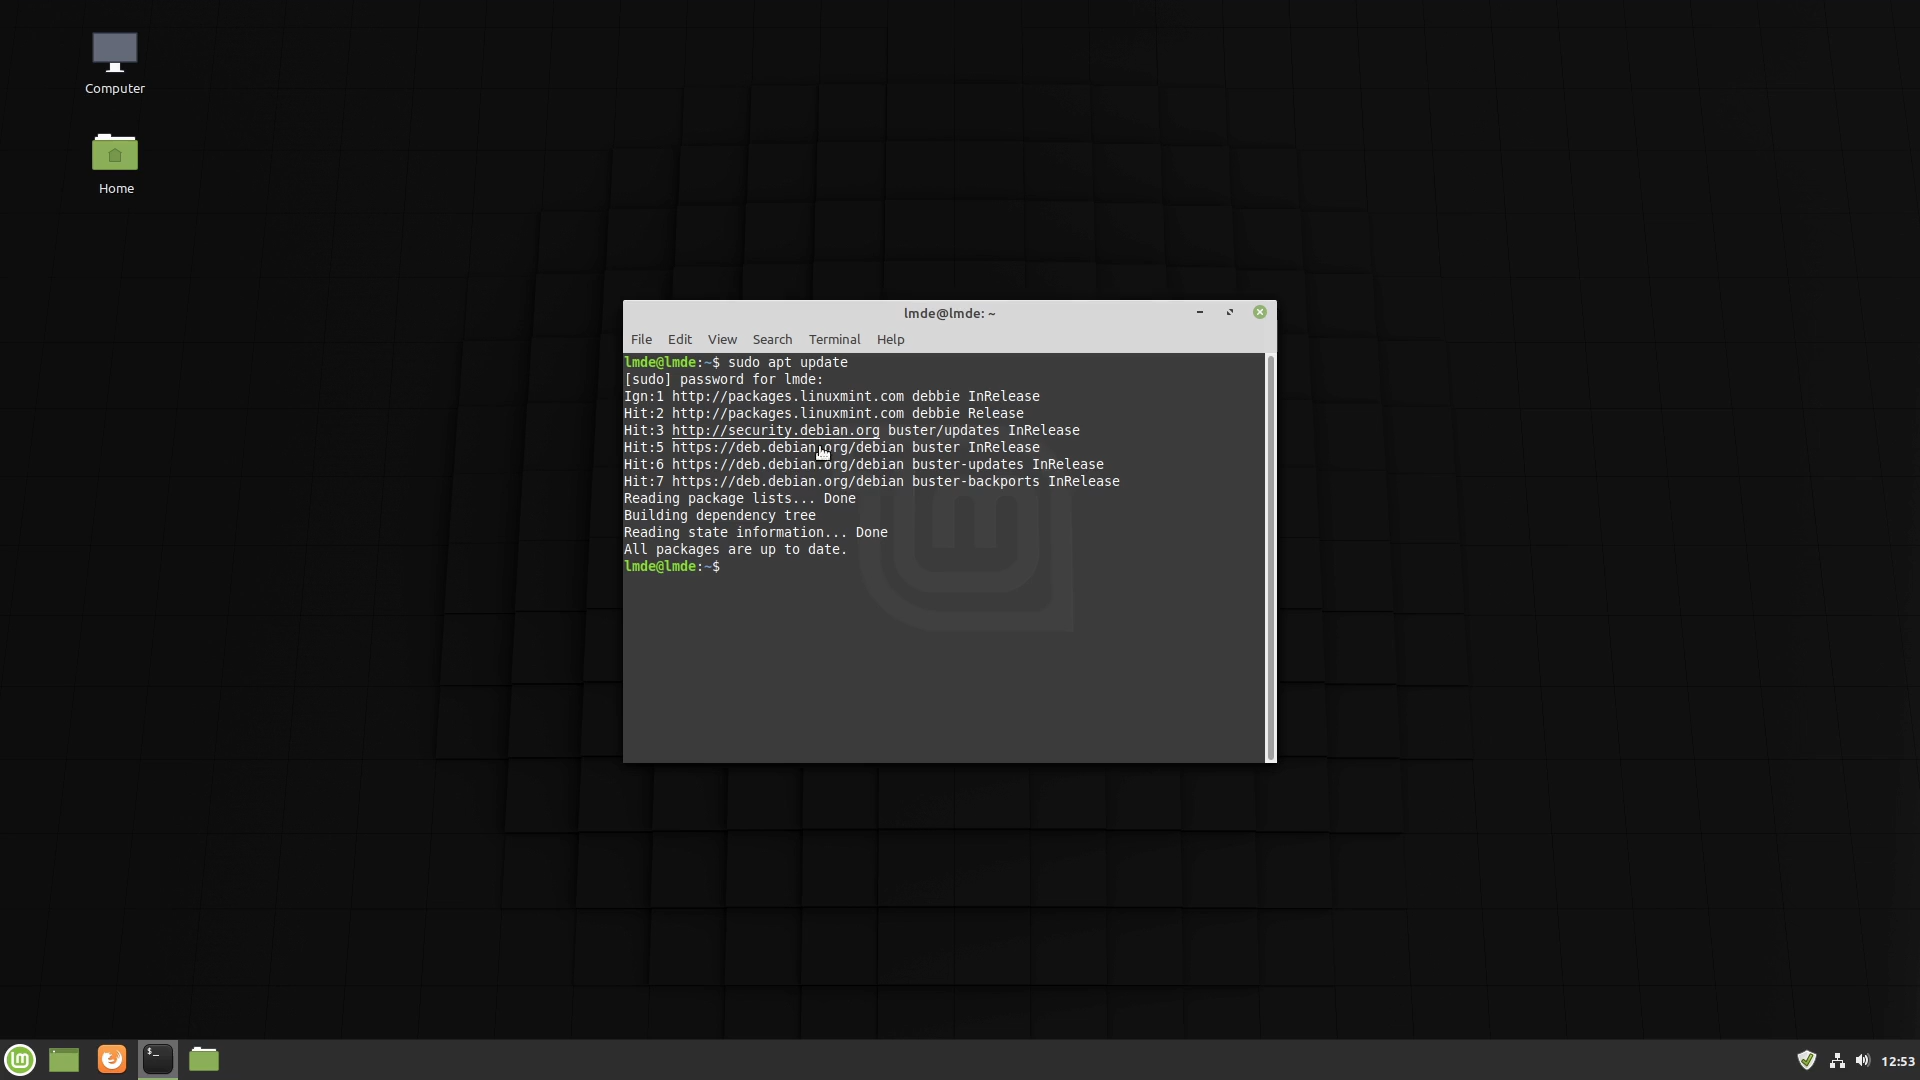 Computer
Home
lmde@lmde: ~
File Edit View Search Terminal Help
lmde@lmde:~$ sudo apt update
[sudo] password for lmde:
Ign:1 http://packages.linuxmint.com debbie InRelease
Hit:2 http://packages.linuxmint.com debbie Release
Hit:3 http://security.debian.org buster/updates InRelease
Hit:5 https://deb.debian.org/debian buster InRelease
Hit:6 https://deb.debian.org/debian buster-updates InRelease
Hit:7 https://deb.debian.org/debian buster-backports InRelease
Reading package lists... Done
Building dependency tree
Reading state information... Done
All packages are up to date.
lmde@lmde:~$
$_
12:53